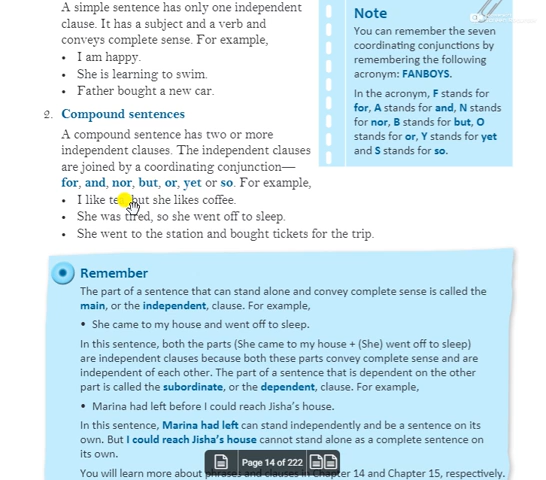 A simple sentence has only one independent
clause. It has a subject and a verb and
conveys complete sense. For example,
• I am happy.
• She is learning to swim.
• Father bought a new car.
2. Compound sentences
A compound sentence has two or more
independent clauses. The independent clauses
are joined by a coordinating conjunction—
for, and, nor, but, or, yet or so. For example,
• I like but she likes coffee.
• She was tired, so she went off to sleep.
• She went to the station and bought tickets for the trip.
Note
You can remember the seven
coordinating conjunctions by
remembering the following
acronym: FANBOYS.
In the acronym, F stands for
for, A stands for and, N stands
for nor, B stands for but, O
stands for or, Y stands for yet
and S stands for so.
Remember
The part of a sentence that can stand alone and convey complete sense is called the
main, or the independent, clause. For example,
• She came to my house and went off to sleep.
In this sentence, both the parts (She came to my house + (She) went off to sleep)
are independent clauses because both these parts convey complete sense and are
independent of each other. The part of a sentence that is dependent on the other
part is called the subordinate, or the dependent, clause. For example,
• Marina had left before I could reach Jisha's house.
In this sentence, Marina had left can stand independently and be a sentence on its
own. But I could reach Jisha's house cannot stand alone as a complete sentence on
its own.
You will learn more about phrases and clauses in Chapter 14 and Chapter 15, respectively.
Page 14 of 222